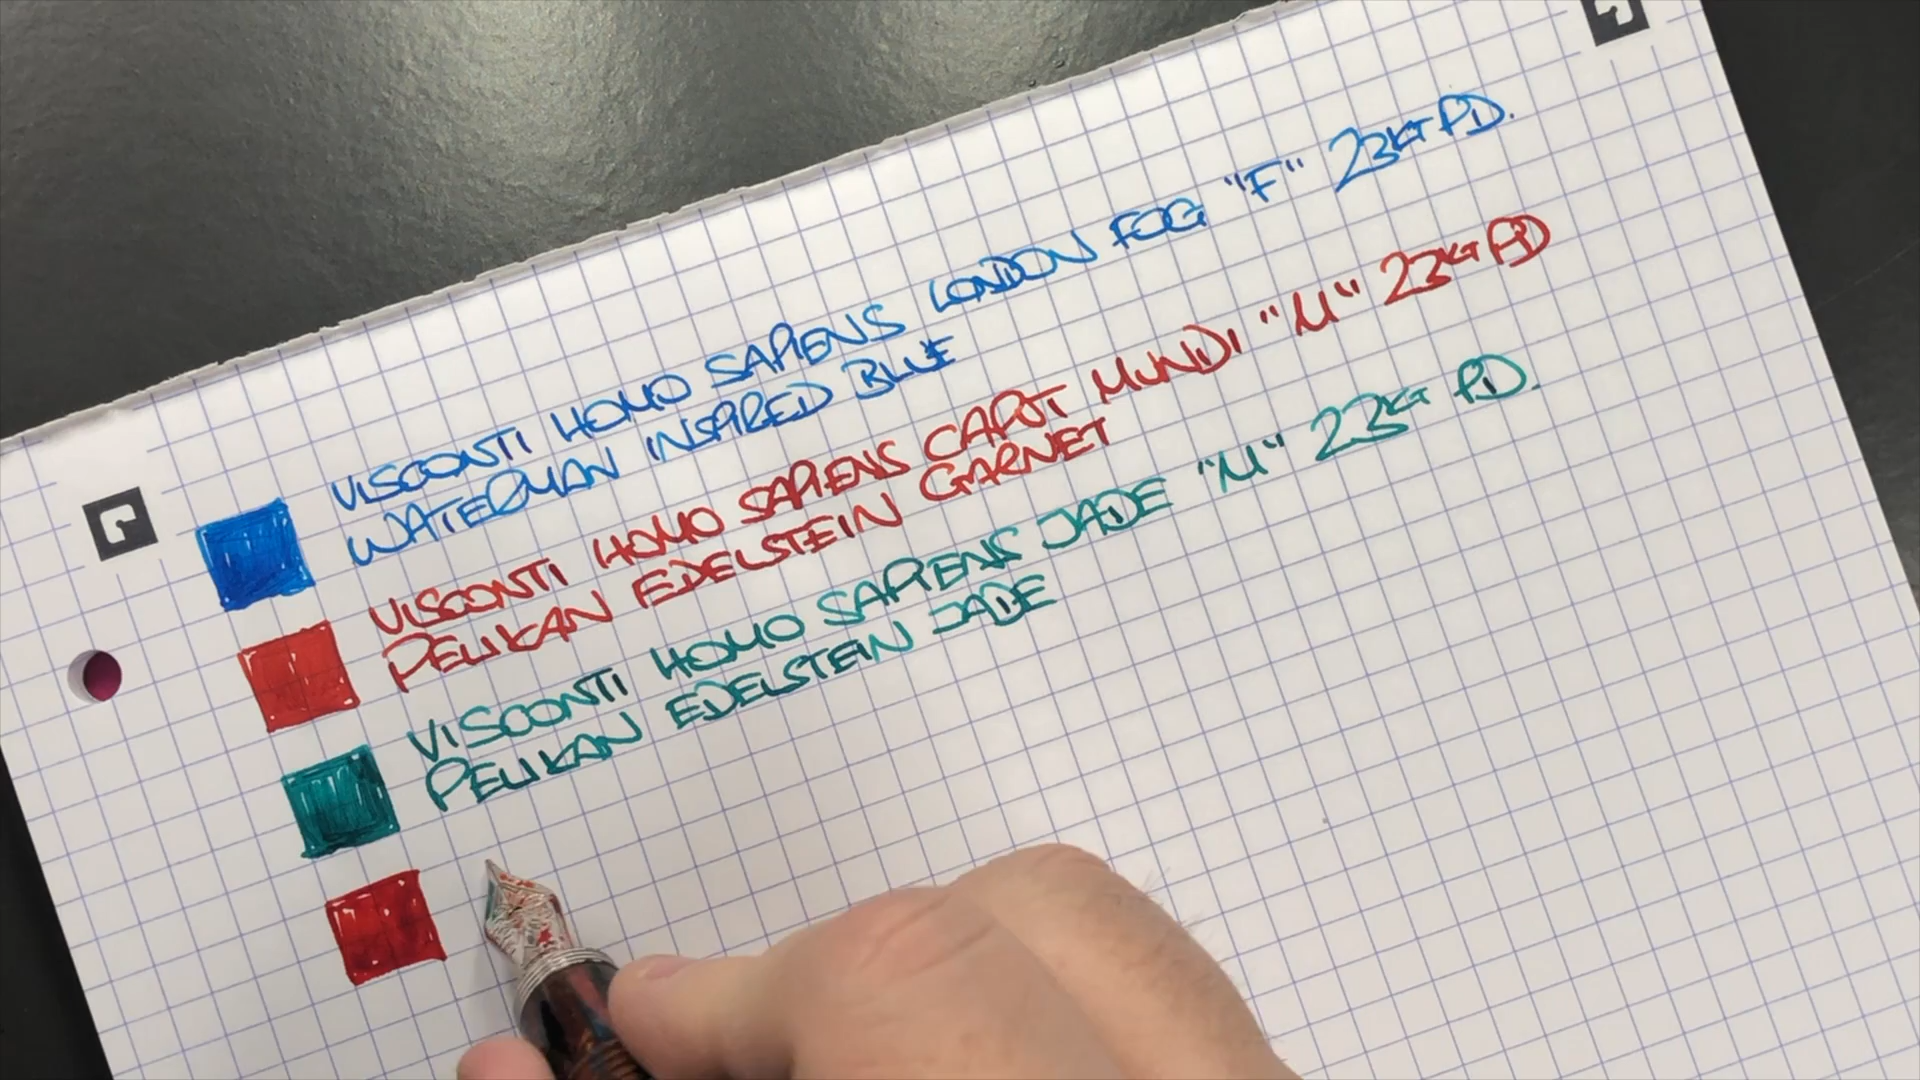 VISCONTI HOMO SAPIENS LONDON FOG "F" 23KT PD.
WATERMAN INSPIRED BLUE
VISCONTI HOMO SAPIENS CAPUT MUNDI "M" 23KT PD
PELIKAN EDELSTEIN GARNET
VISCONTI HOMO SAPIENS JADE "M" 23KT PD.
PELIKAN EDELSTEIN JADE